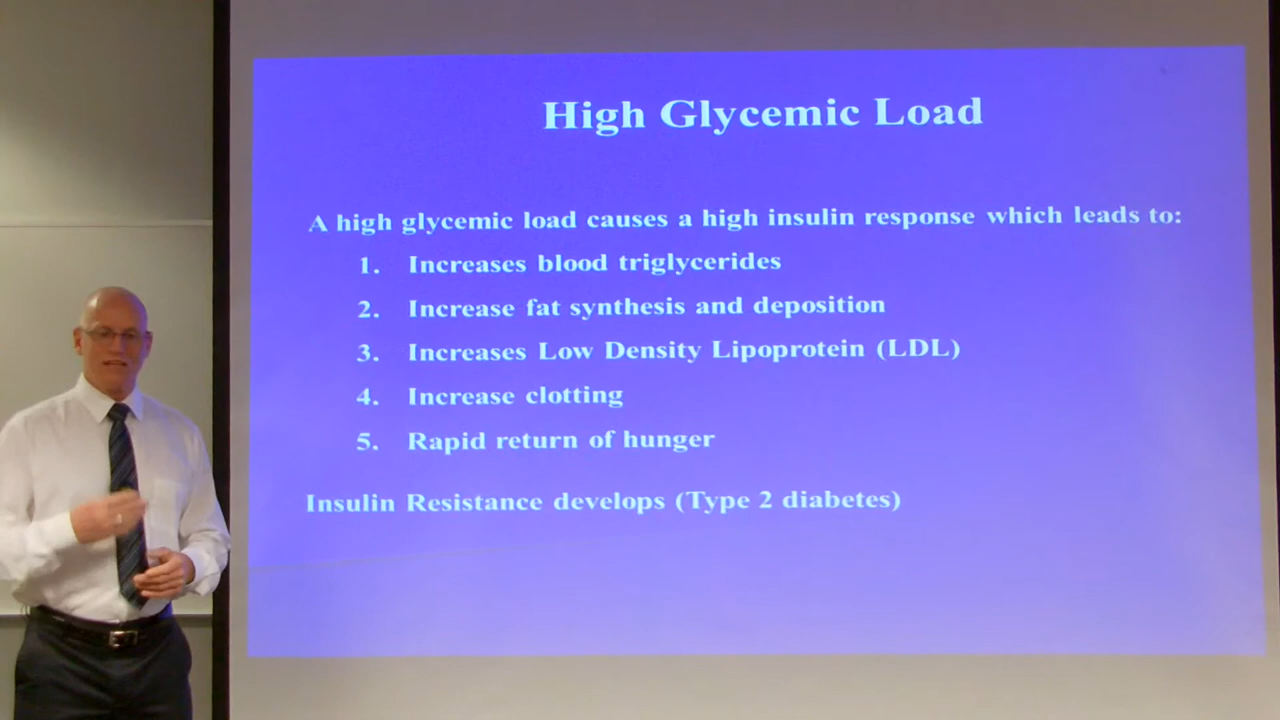 High Glycemic Load
A high glycemic load causes a high insulin response which leads to:
1. Increases blood triglycerides
2. Increase fat synthesis and deposition
3. Increases Low Density Lipoprotein (LDL)
4. Increase clotting
5. Rapid return of hunger
Insulin Resistance develops (Type 2 diabetes)